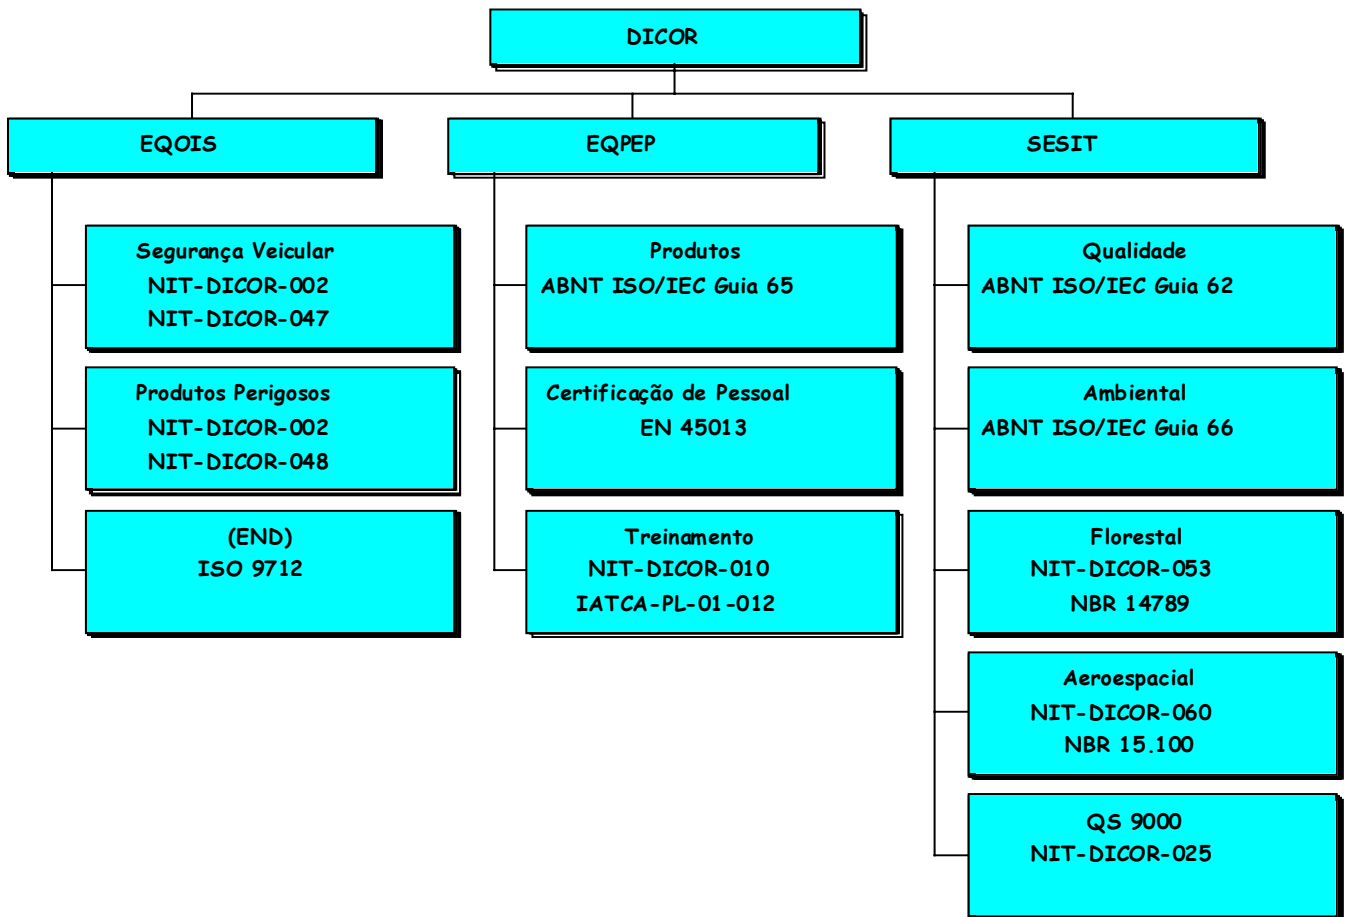 DICOR
EQOIS
EQPEP
SESIT
Segurança Veicular
NIT-DICOR-002
NIT-DICOR-047
Produtos Perigosos
NIT-DICOR-002
NIT-DICOR-048
(END)
ISO 9712
Produtos
ABNT ISO/IEC Guia 65
Certificação de Pessoal
EN 45013
Treinamento
NIT-DICOR-010
IATCA-PL-01-012
Qualidade
ABNT ISO/IEC Guia 62
Ambiental
ABNT ISO/IEC Guia 66
Florestal
NIT-DICOR-053
NBR 14789
Aeroespacial
NIT-DICOR-060
NBR 15.100
QS 9000
NIT-DICOR-025